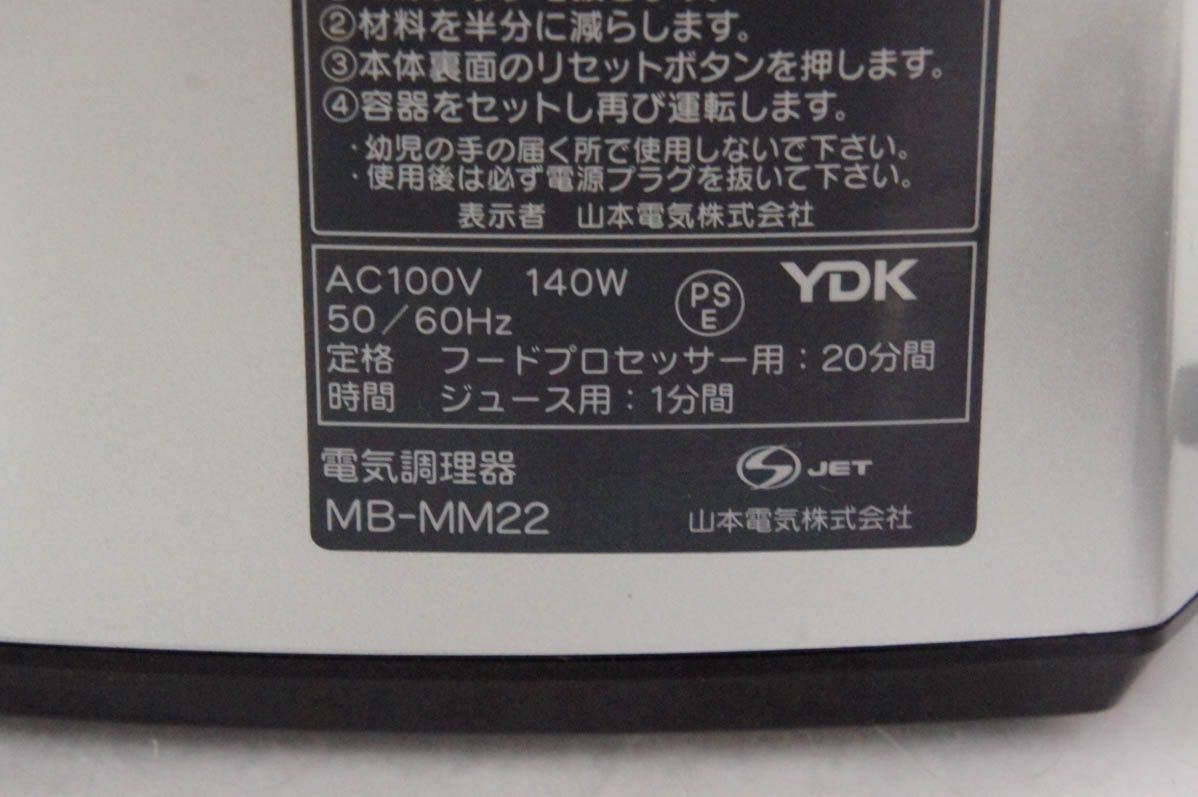 ②材料を半分に減らします。
③本体裏面のリセットボタンを押します。
④容器をセットし再び運転します。
・幼児の手の届く所で使用しないで下さい。
・使用後は必ず電源プラグを抜いて下さい。
表示者 山本電気株式会社
AC100V 140W PSE YDK
50/60Hz
定格 フードプロセッサー用：20分間
時間 ジュース用：1分間
電気調理器 S JET
MB-MM22 山本電気株式会社